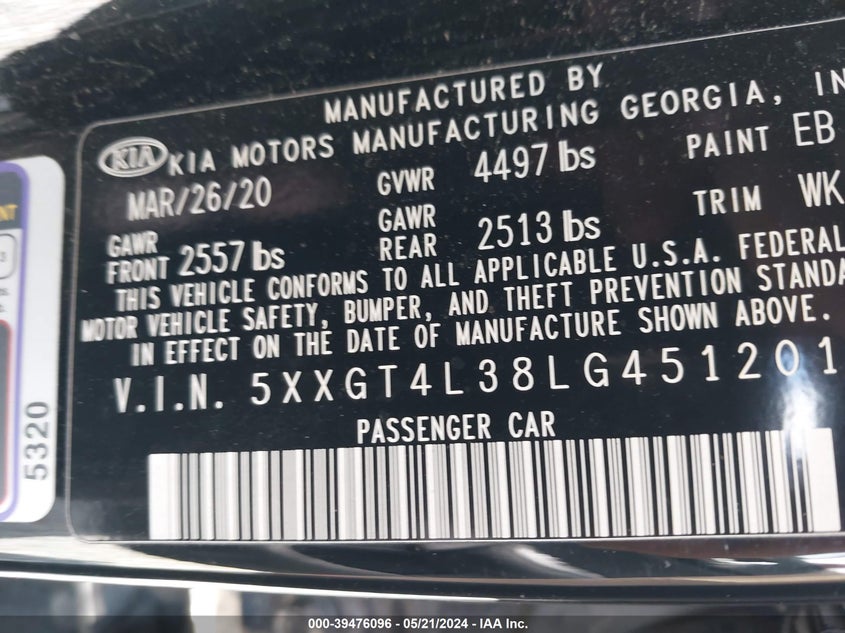 MANUFACTURED BY
KIA KIA MOTORS MANUFACTURING GEORGIA, IN
MAR/26/20 GVWR 4497 lbs PAINT EB
GAWR FRONT 2557 lbs GAWR REAR 2513 lbs TRIM WK
THIS VEHICLE CONFORMS TO ALL APPLICABLE U.S.A. FEDERAL
MOTOR VEHICLE SAFETY, BUMPER, AND THEFT PREVENTION STANDA
IN EFFECT ON THE DATE OF MANUFACTURE SHOWN ABOVE.
V.I.N. 5XXGT4L38LG451201
PASSENGER CAR
5320
000-39476096 - 05/21/2024 - IAA Inc.